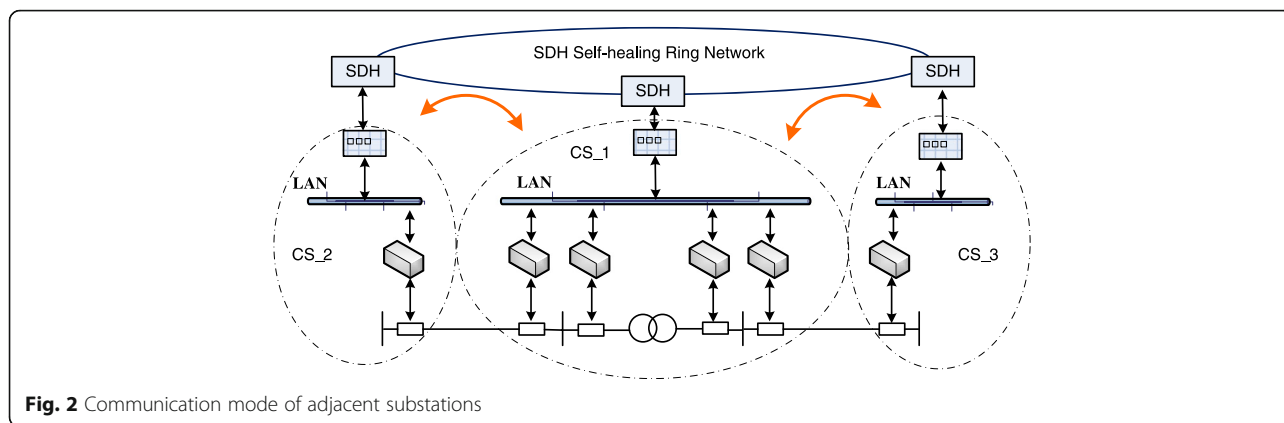 SDH Self-healing Ring Network
SDH
SDH
SDH
CS_1
LAN
LAN
LAN
CS_2
CS_3
Fig. 2 Communication mode of adjacent substations